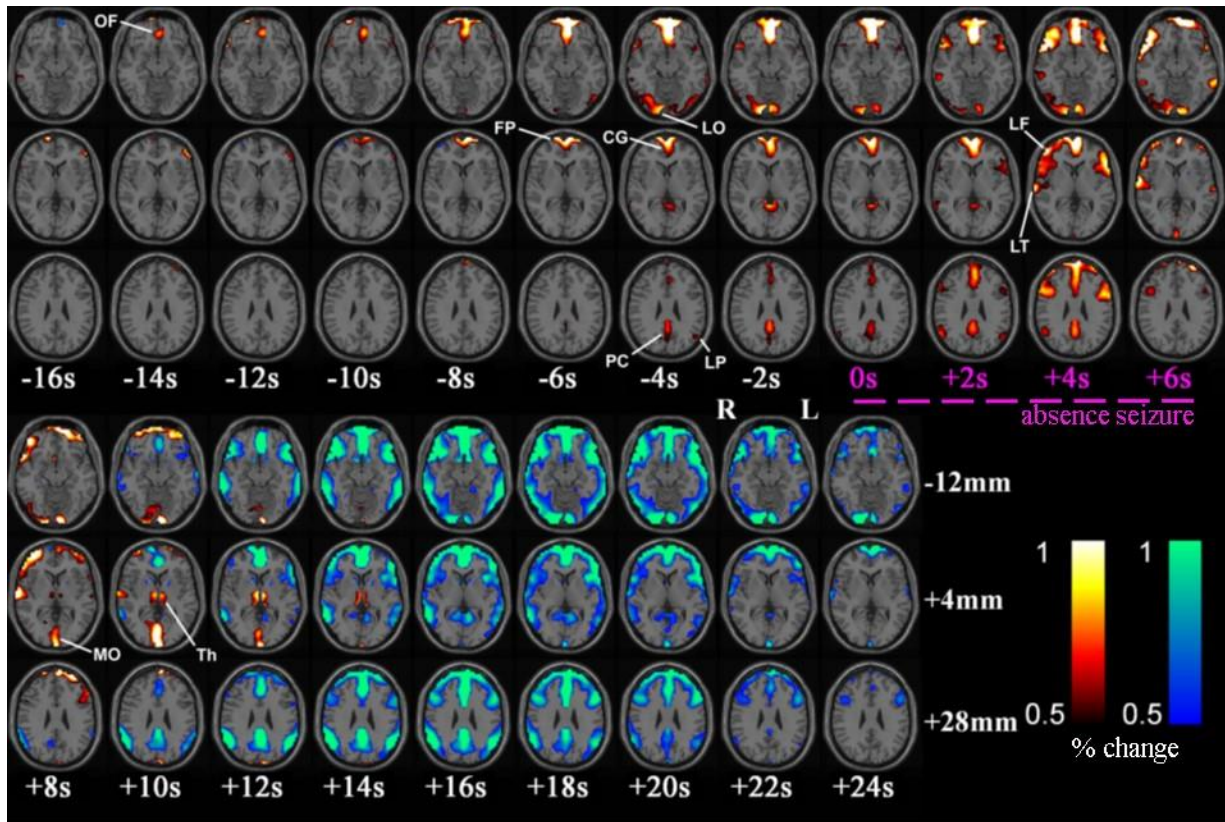 OF
FP
CG
LO
LF
LT
PC
LP
-16s -14s -12s -10s -8s -6s -4s -2s 0s +2s +4s +6s
R L
absence seizure
-12mm
+4mm
MO
Th
+28mm
1 1
0.5 0.5
% change
+8s +10s +12s +14s +16s +18s +20s +22s +24s